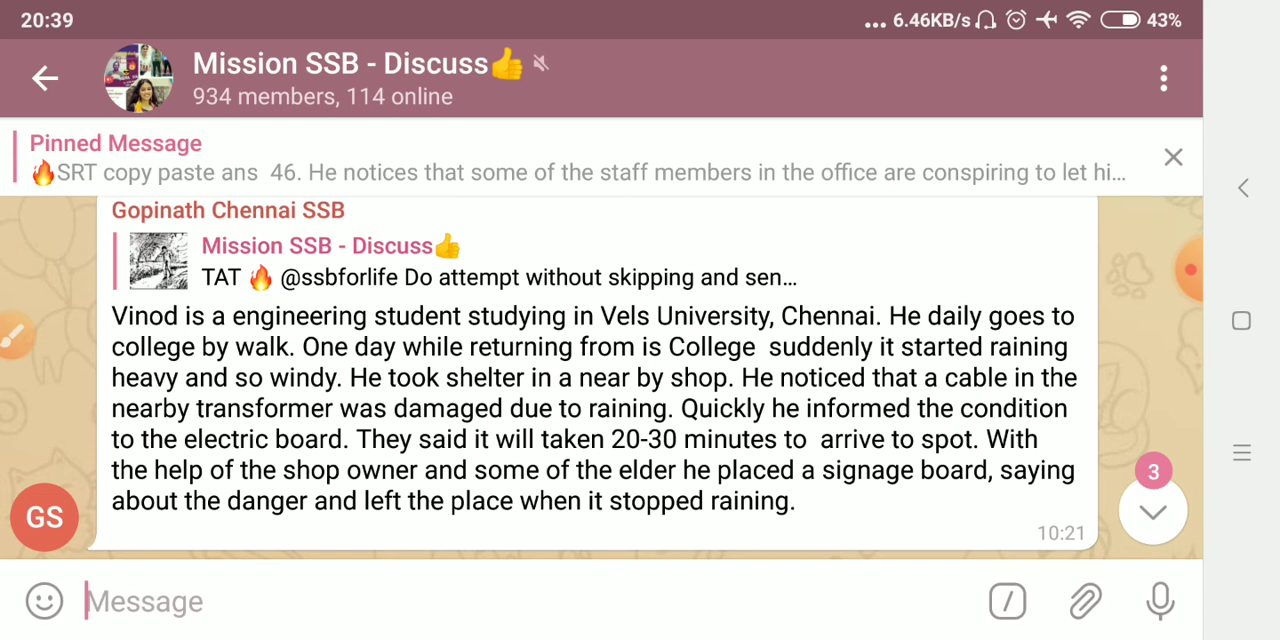 20:39
... 6.46KB/s 43%
Mission SSB - Discuss👍
934 members, 114 online
Pinned Message
🔥SRT copy paste ans 46. He notices that some of the staff members in the office are conspiring to let hi...
Gopinath Chennai SSB
Mission SSB - Discuss👍
TAT 🔥 @ssbforlife Do attempt without skipping and sen...
Vinod is a engineering student studying in Vels University, Chennai. He daily goes to
college by walk. One day while returning from is College suddenly it started raining
heavy and so windy. He took shelter in a near by shop. He noticed that a cable in the
nearby transformer was damaged due to raining. Quickly he informed the condition
to the electric board. They said it will taken 20-30 minutes to arrive to spot. With
the help of the shop owner and some of the elder he placed a signage board, saying
about the danger and left the place when it stopped raining.
10:21
GS
3
Message